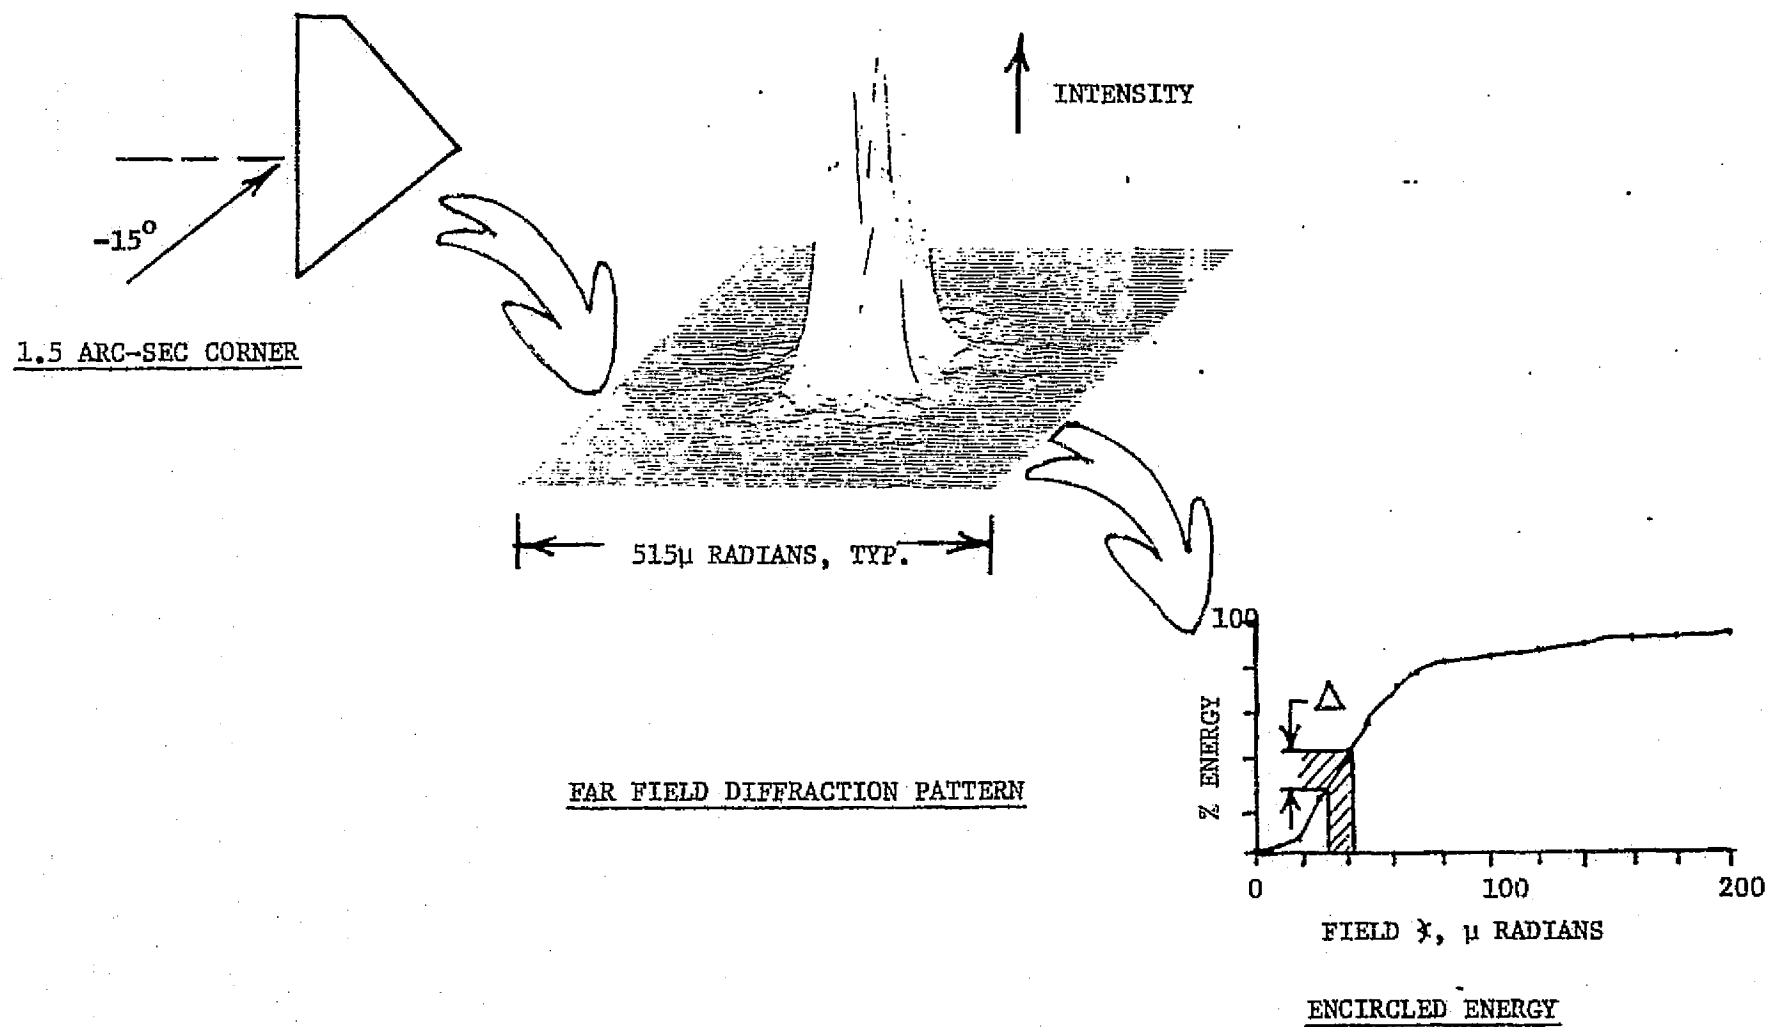 INTENSITY
-15°
1.5 ARC-SEC CORNER
515µ RADIANS, TYP.
FAR FIELD DIFFRACTION PATTERN
100
Δ
% ENERGY
0 100 200
FIELD ∡, µ RADIANS
ENCIRCLED ENERGY